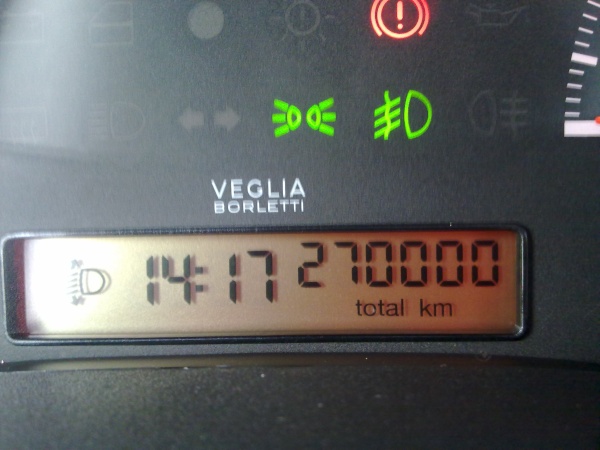 VEGLIA
BORLETTI
14:17 270000
total km